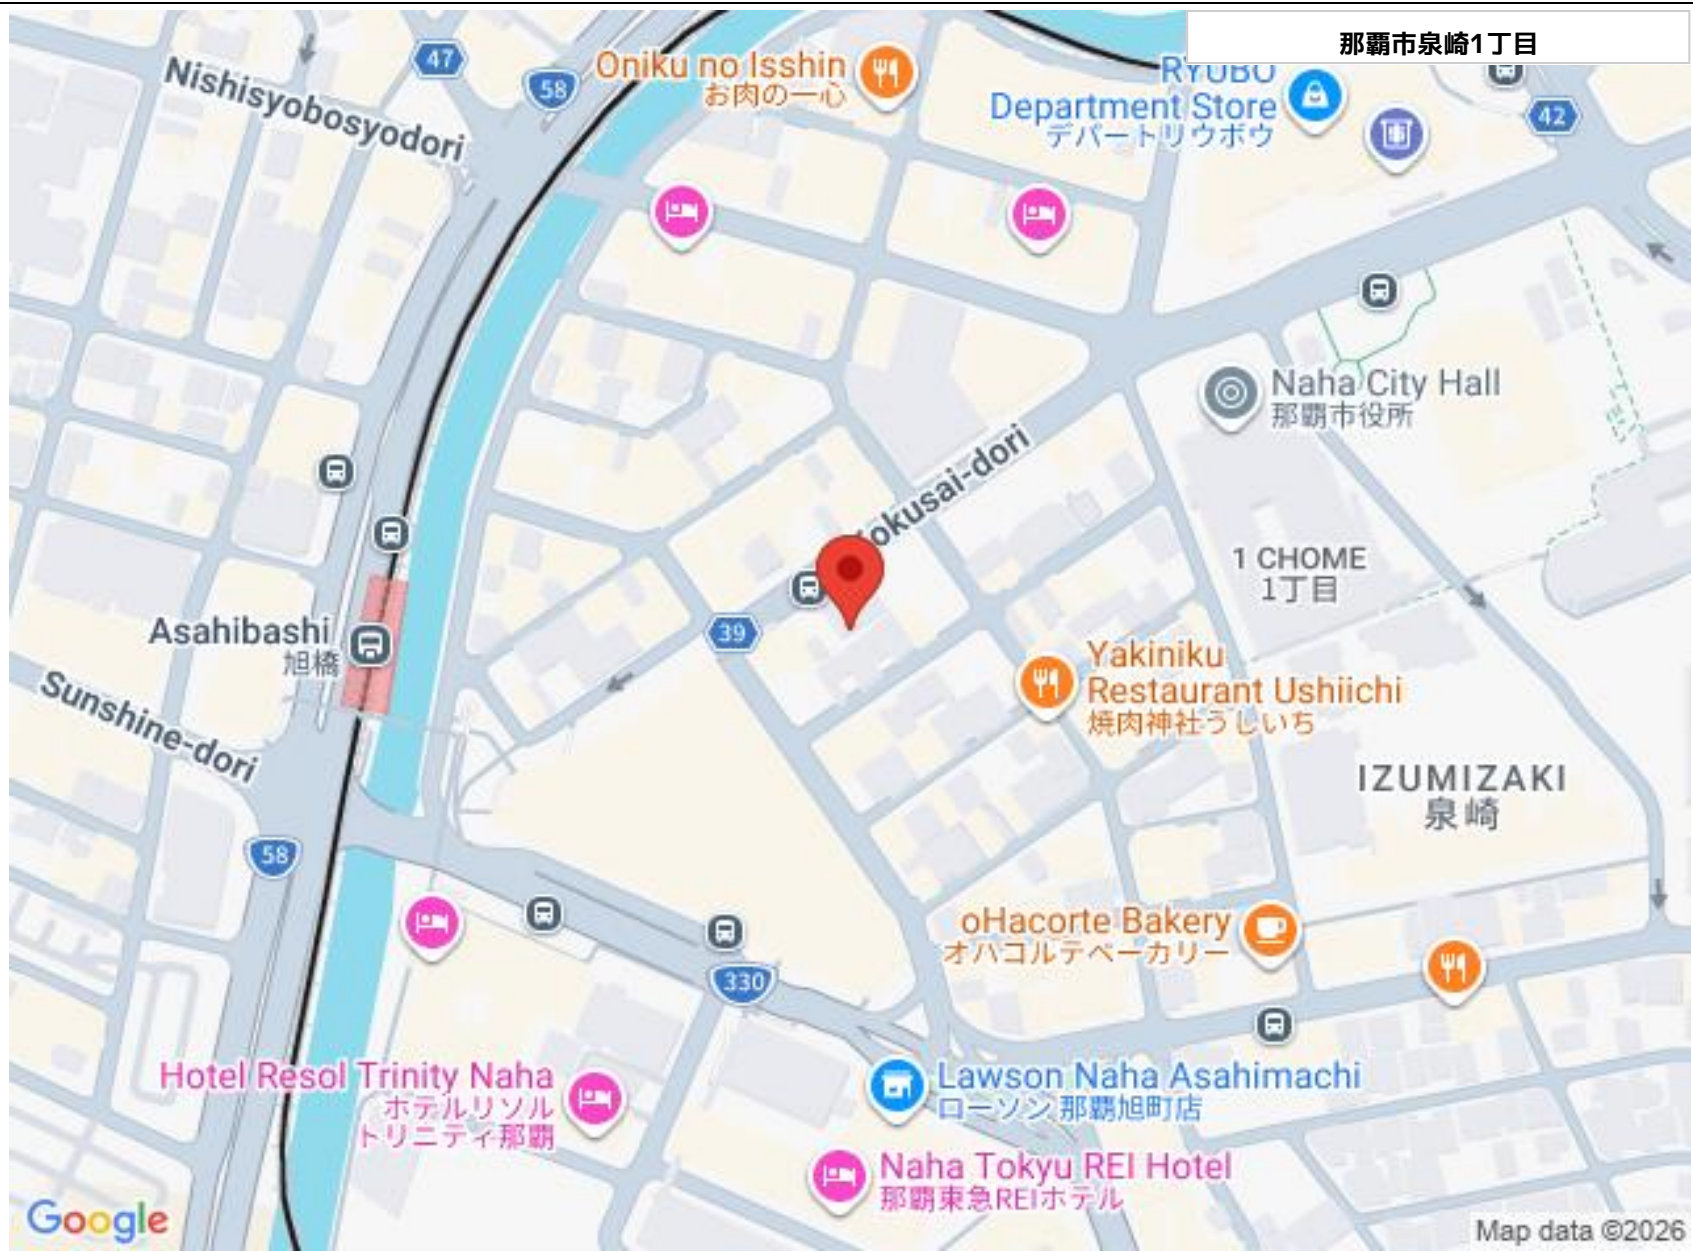 那覇市泉崎1丁目
47
58
Oniku no Isshin
お肉の一心
RYUBO
Department Store
デパートリウボウ
42
Nishisyobosyodori
Naha City Hall
那覇市役所
Kokusai-dori
1 CHOME
1丁目
39
Asahibashi
旭橋
Yakiniku
Restaurant Ushiichi
焼肉神社うしいち
Sunshine-dori
IZUMIZAKI
泉崎
58
oHacorte Bakery
オハコルテベーカリー
330
Hotel Resol Trinity Naha
ホテルリソル
トリニティ那覇
Lawson Naha Asahimachi
ローソン 那覇旭町店
Naha Tokyu REI Hotel
那覇東急REIホテル
Google
Map data ©2026